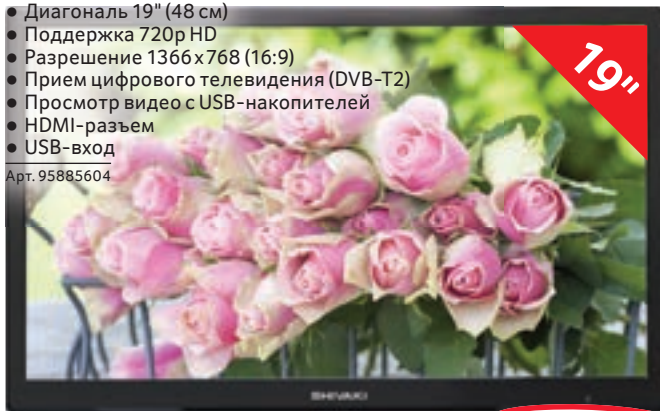 ● Диагональ 19" (48 см)
● Поддержка 720p HD
● Разрешение 1366x768 (16:9)
● Прием цифрового телевидения (DVB-T2)
● Просмотр видео с USB-накопителей
● HDMI-разъем
● USB-вход
Арт. 95885604
19"
SHIVAKI